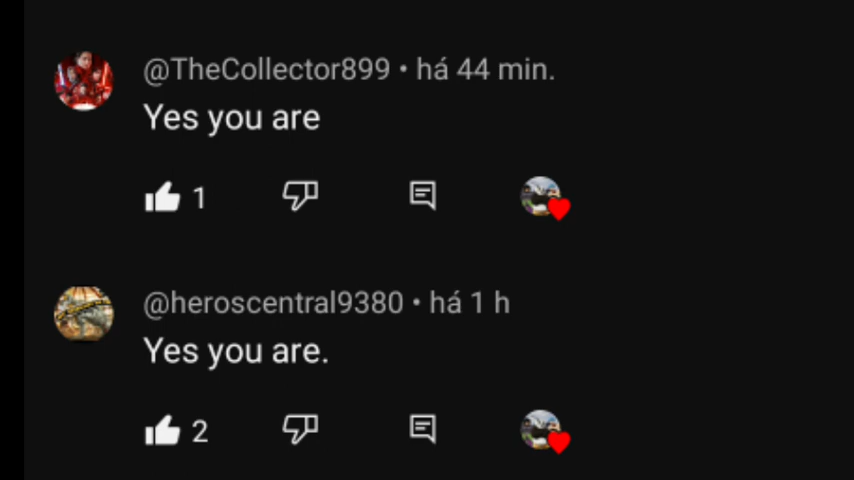 @TheCollector899 • há 44 min.
Yes you are
1
@heroscentral9380 • há 1 h
Yes you are.
2